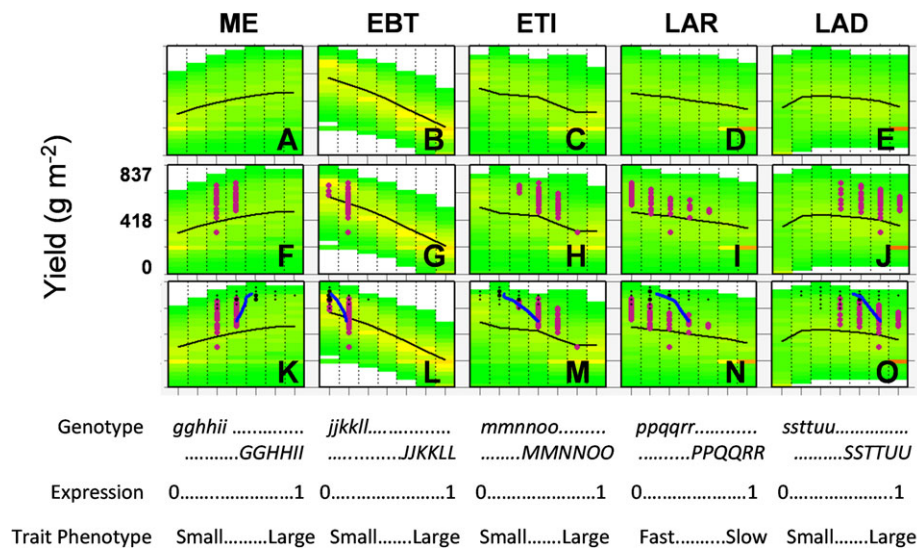 ME EBT ETI LAR LAD
A B C D E
Yield (g m-2)
837
418
0
F G H I J
K L M N O
Genotype gghhii ............. jjkkll.................. mmnnoo......... ppqqrr............ ssttuu...............
............GGHHII ..................JJKKLL .........MMNNOO ............PPQQRR ............SSTTUU
Expression 0....................1 0....................1 0....................1 0....................1 0....................1
Trait Phenotype Small.......Large Small.......Large Small.......Large Fast.......Slow Small.......Large